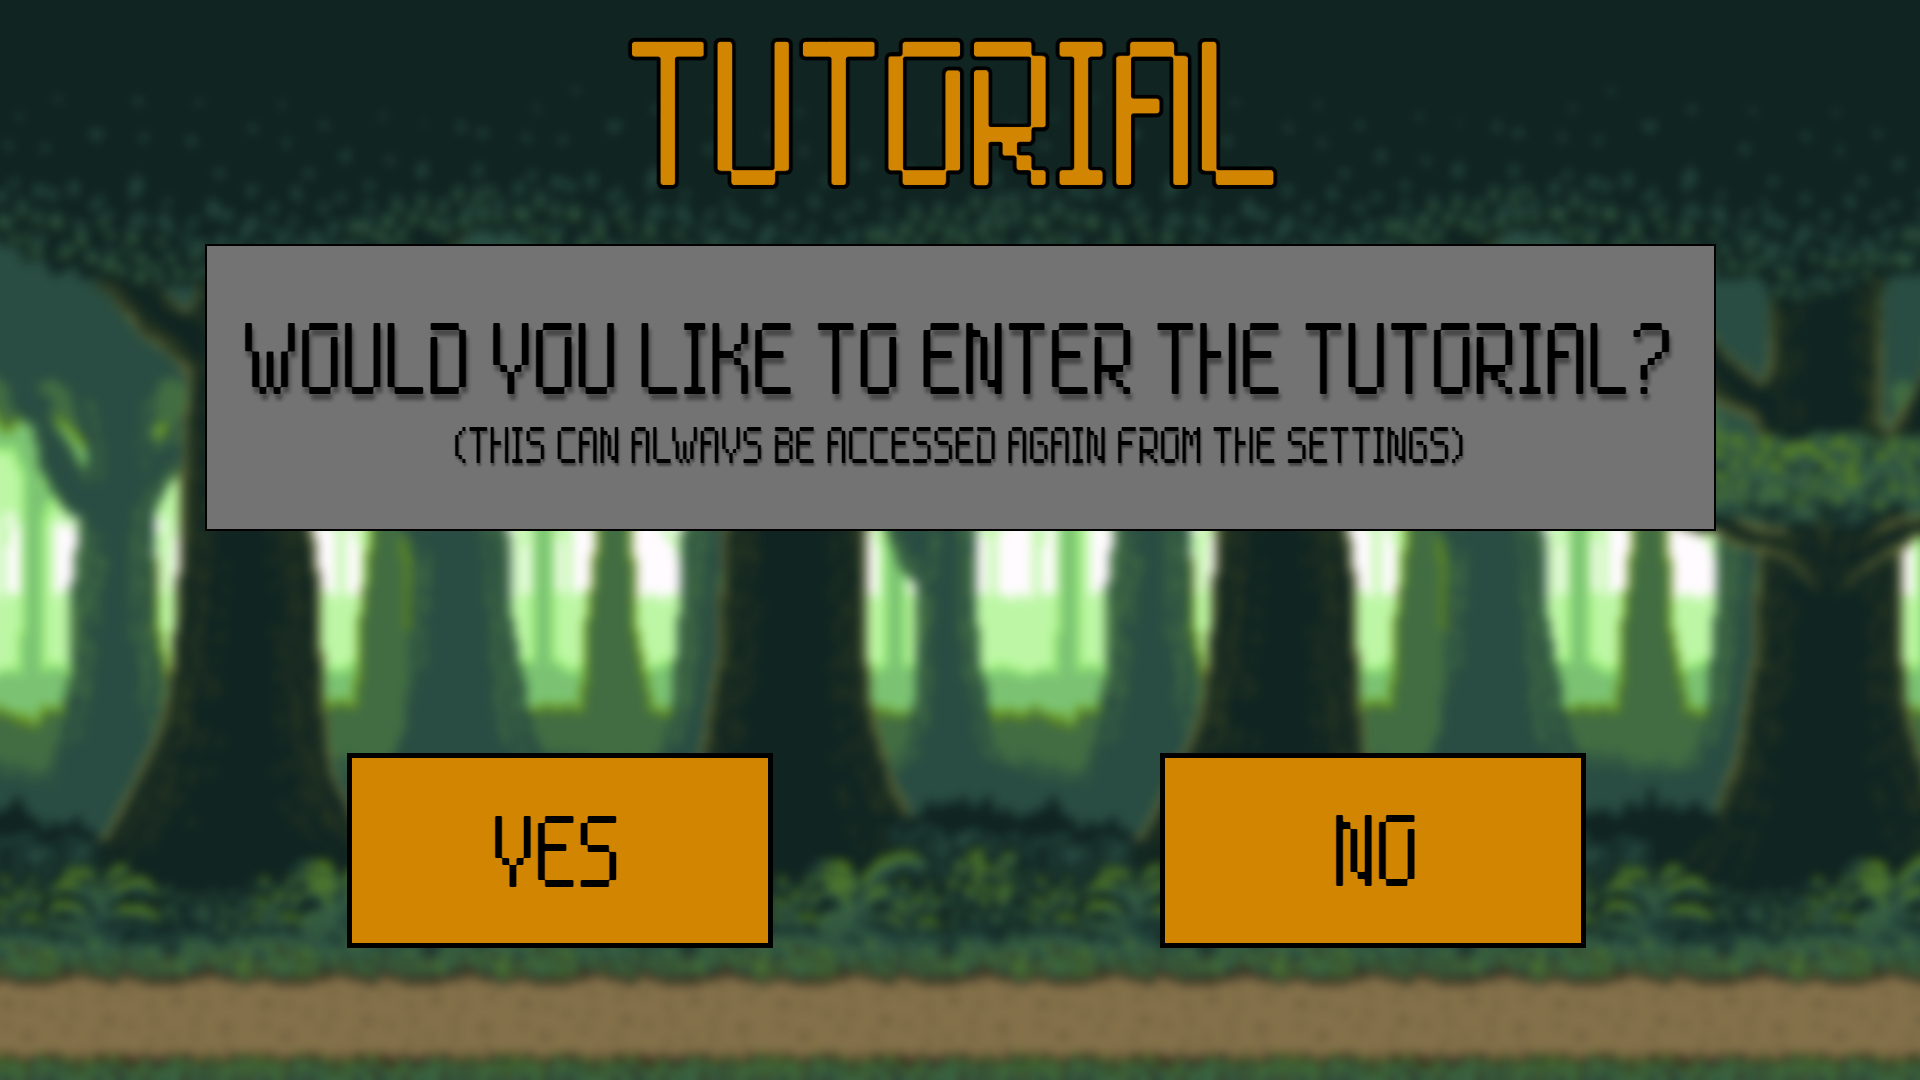 TUTORIAL
WOULD YOU LIKE TO ENTER THE TUTORIAL?
(THIS CAN ALWAYS BE ACCESSED AGAIN FROM THE SETTINGS)
YES
NO